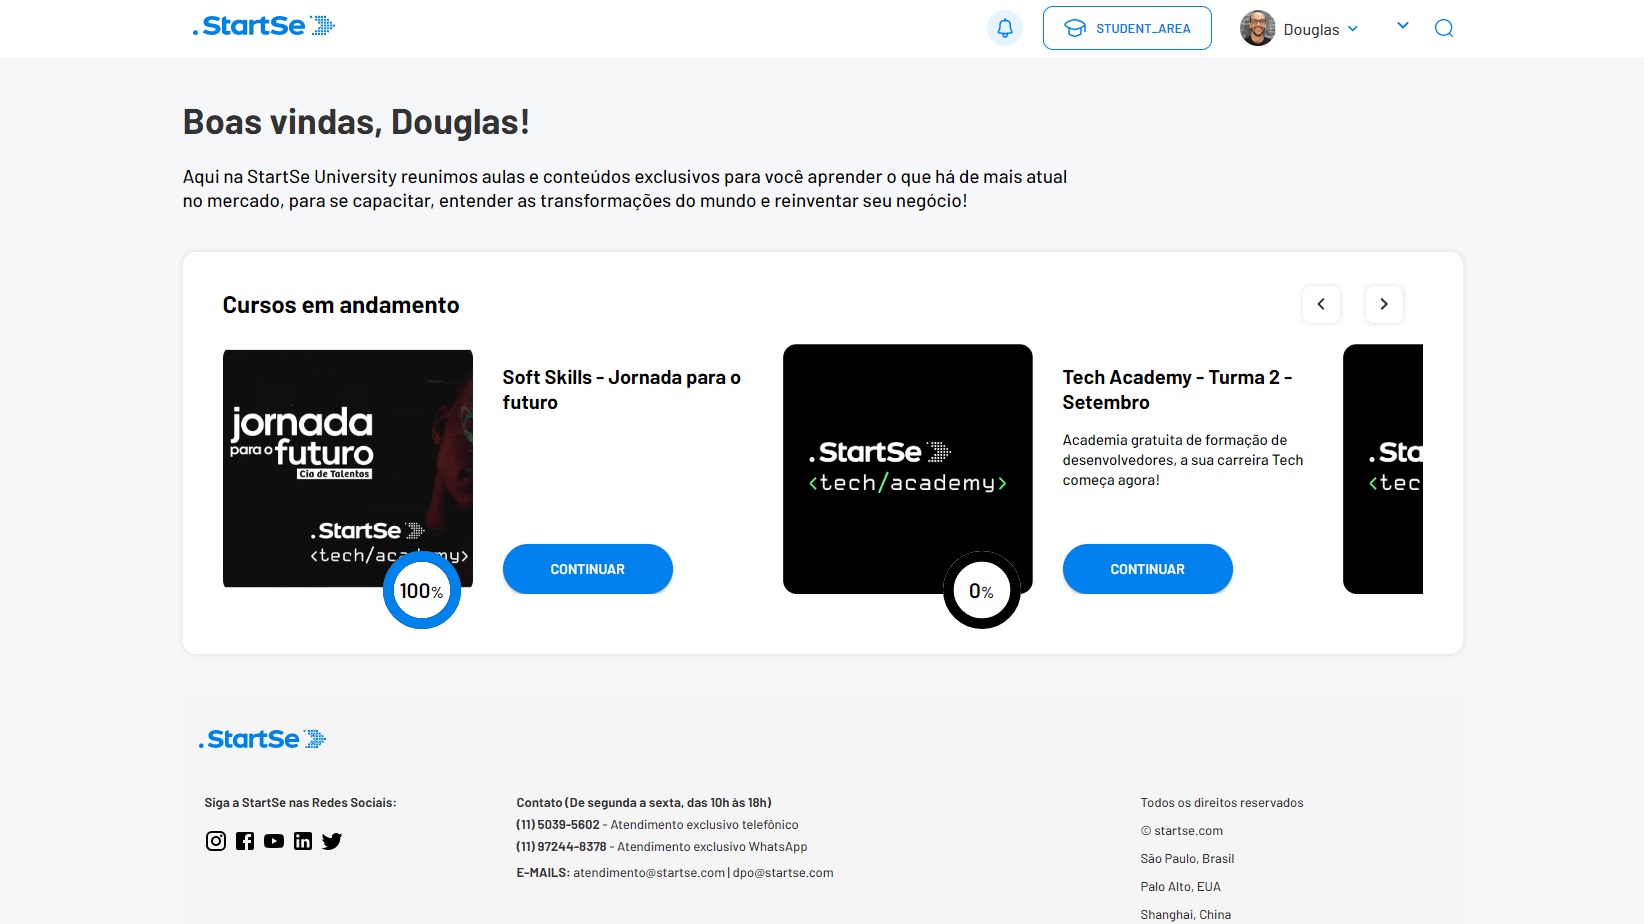 .StartSe
STUDENT_AREA
Douglas
Boas vindas, Douglas!
Aqui na StartSe University reunimos aulas e conteúdos exclusivos para você aprender o que há de mais atual
no mercado, para se capacitar, entender as transformações do mundo e reinventar seu negócio!
Cursos em andamento
jornada
para o futuro
Cia de Talentos
.StartSe
<tech/academy>
100%
Soft Skills - Jornada para o
futuro
CONTINUAR
.StartSe
<tech/academy>
0%
Tech Academy - Turma 2 -
Setembro
Academia gratuita de formação de
desenvolvedores, a sua carreira Tech
começa agora!
CONTINUAR
.Sta
<tec
.StartSe
Siga a StartSe nas Redes Sociais:
Contato (De segunda a sexta, das 10h às 18h)
(11) 5039-5602 - Atendimento exclusivo telefônico
(11) 97244-8378 - Atendimento exclusivo WhatsApp
E-MAILS: atendimento@startse.com | dpo@startse.com
Todos os direitos reservados
© startse.com
São Paulo, Brasil
Palo Alto, EUA
Shanghai, China